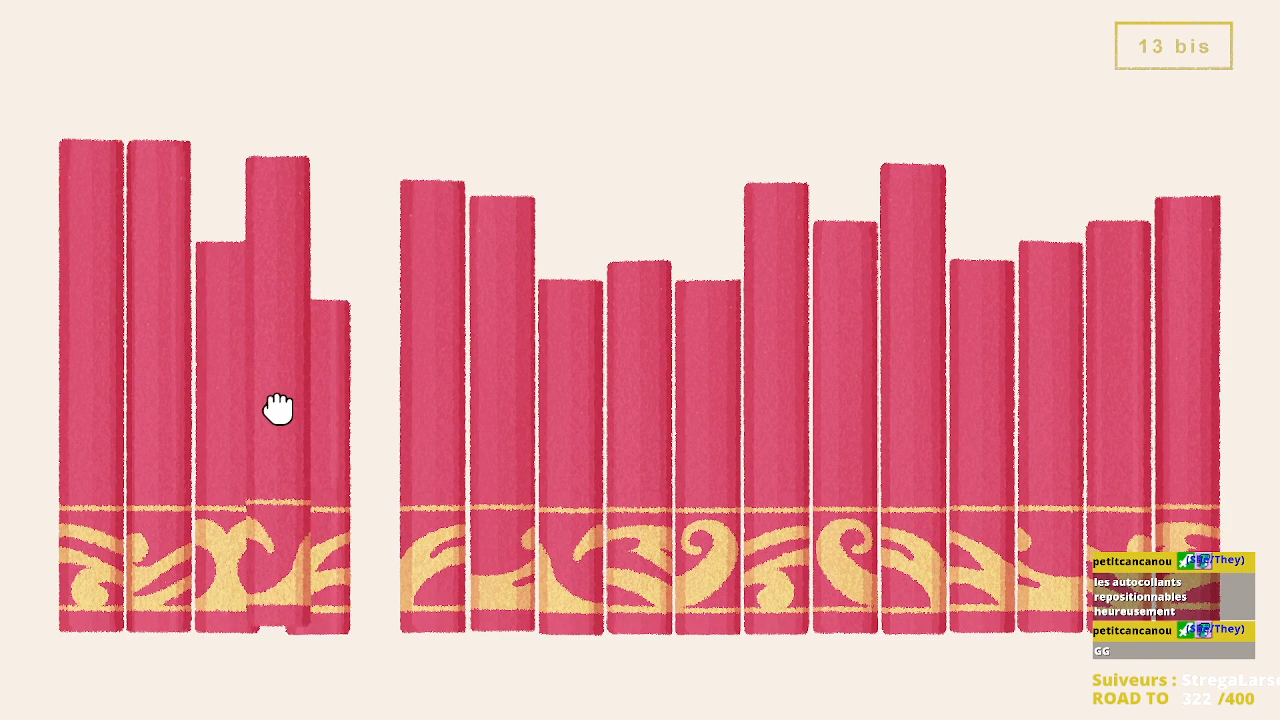 13 bis
petitcancanou (She/They)
les autocollants
repositionnables
heureusement
petitcancanou (She/They)
GG
Suiveurs : StregaLarse
ROAD TO 322 /400